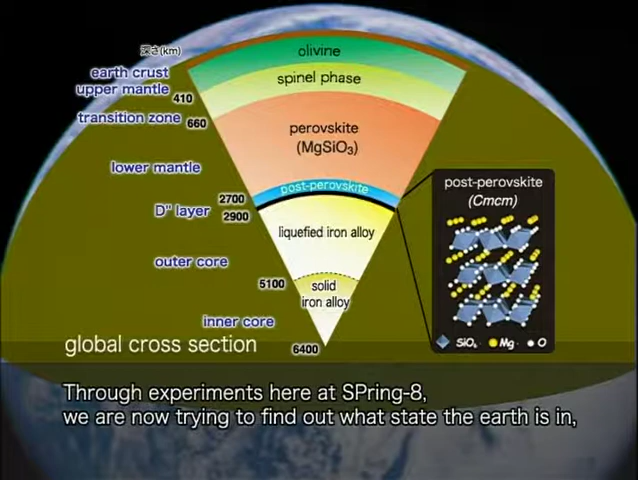 深さ(km)
olivine
earth crust
spinel phase
upper mantle
410
transition zone
660
perovskite
(MgSiO₃)
lower mantle
post-perovskite
2700
D" layer
2900
liquefied iron alloy
outer core
5100
solid
iron alloy
inner core
6400
global cross section
post-perovskite
(Cmcm)
Mg
O
Through experiments here at SPring-8,
we are now trying to find out what state the earth is in,